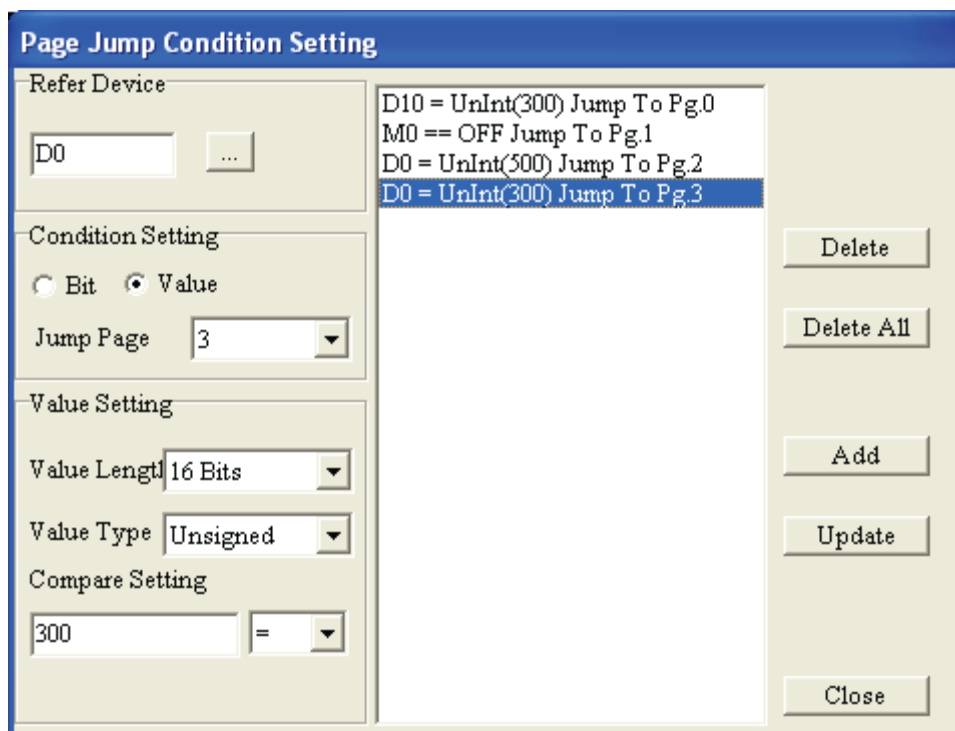 Page Jump Condition Setting
Refer Device
D0
...
Condition Setting
Bit
Value
Jump Page
3
Value Setting
Value Lengtl
16 Bits
Value Type
Unsigned
Compare Setting
300
=
D10 = UnInt(300) Jump To Pg.0
M0 == OFF Jump To Pg.1
D0 = UnInt(500) Jump To Pg.2
D0 = UnInt(300) Jump To Pg.3
Delete
Delete All
Add
Update
Close